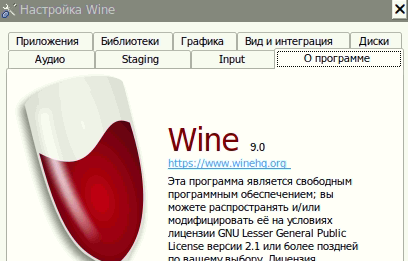 Настройка Wine
Приложения Библиотеки Графика Вид и интеграция Диски
Аудио Staging Input О программе
Wine 9.0
https://www.winehq.org
Эта программа является свободным
программным обеспечением; вы
можете распространять и/или
модифицировать её на условиях
лицензии GNU Lesser General Public
License версии 2.1 или более поздней
по вашему выбору. Лицензия